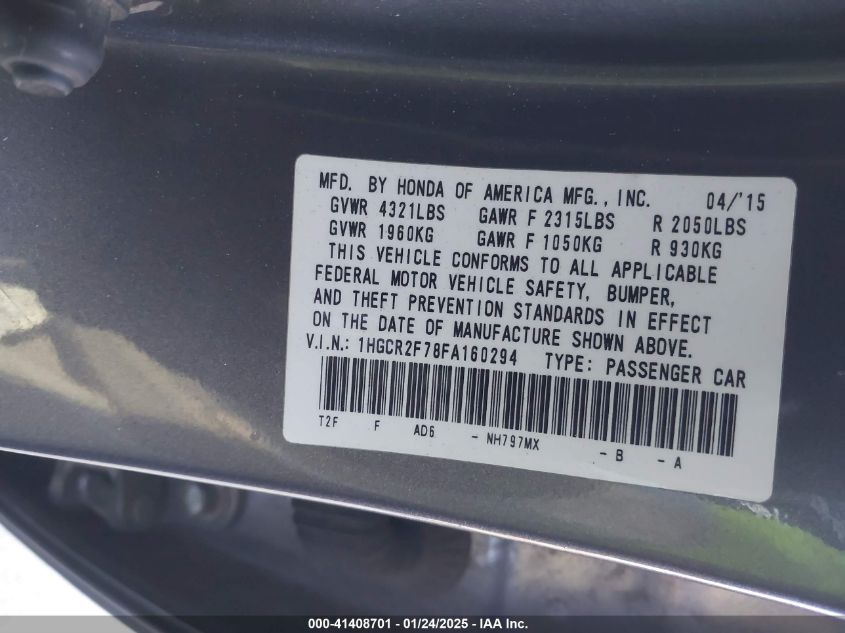 MFD. BY HONDA OF AMERICA MFG., INC. 04/'15
GVWR 4321LBS GAWR F 2315LBS R 2050LBS
GVWR 1960KG GAWR F 1050KG R 930KG
THIS VEHICLE CONFORMS TO ALL APPLICABLE
FEDERAL MOTOR VEHICLE SAFETY, BUMPER,
AND THEFT PREVENTION STANDARDS IN EFFECT
ON THE DATE OF MANUFACTURE SHOWN ABOVE.
V.I.N.: 1HGCR2F78FA160294 TYPE: PASSENGER CAR
T2F F AD6 - NH797MX - B - A
000-41408701 - 01/24/2025 - IAA Inc.